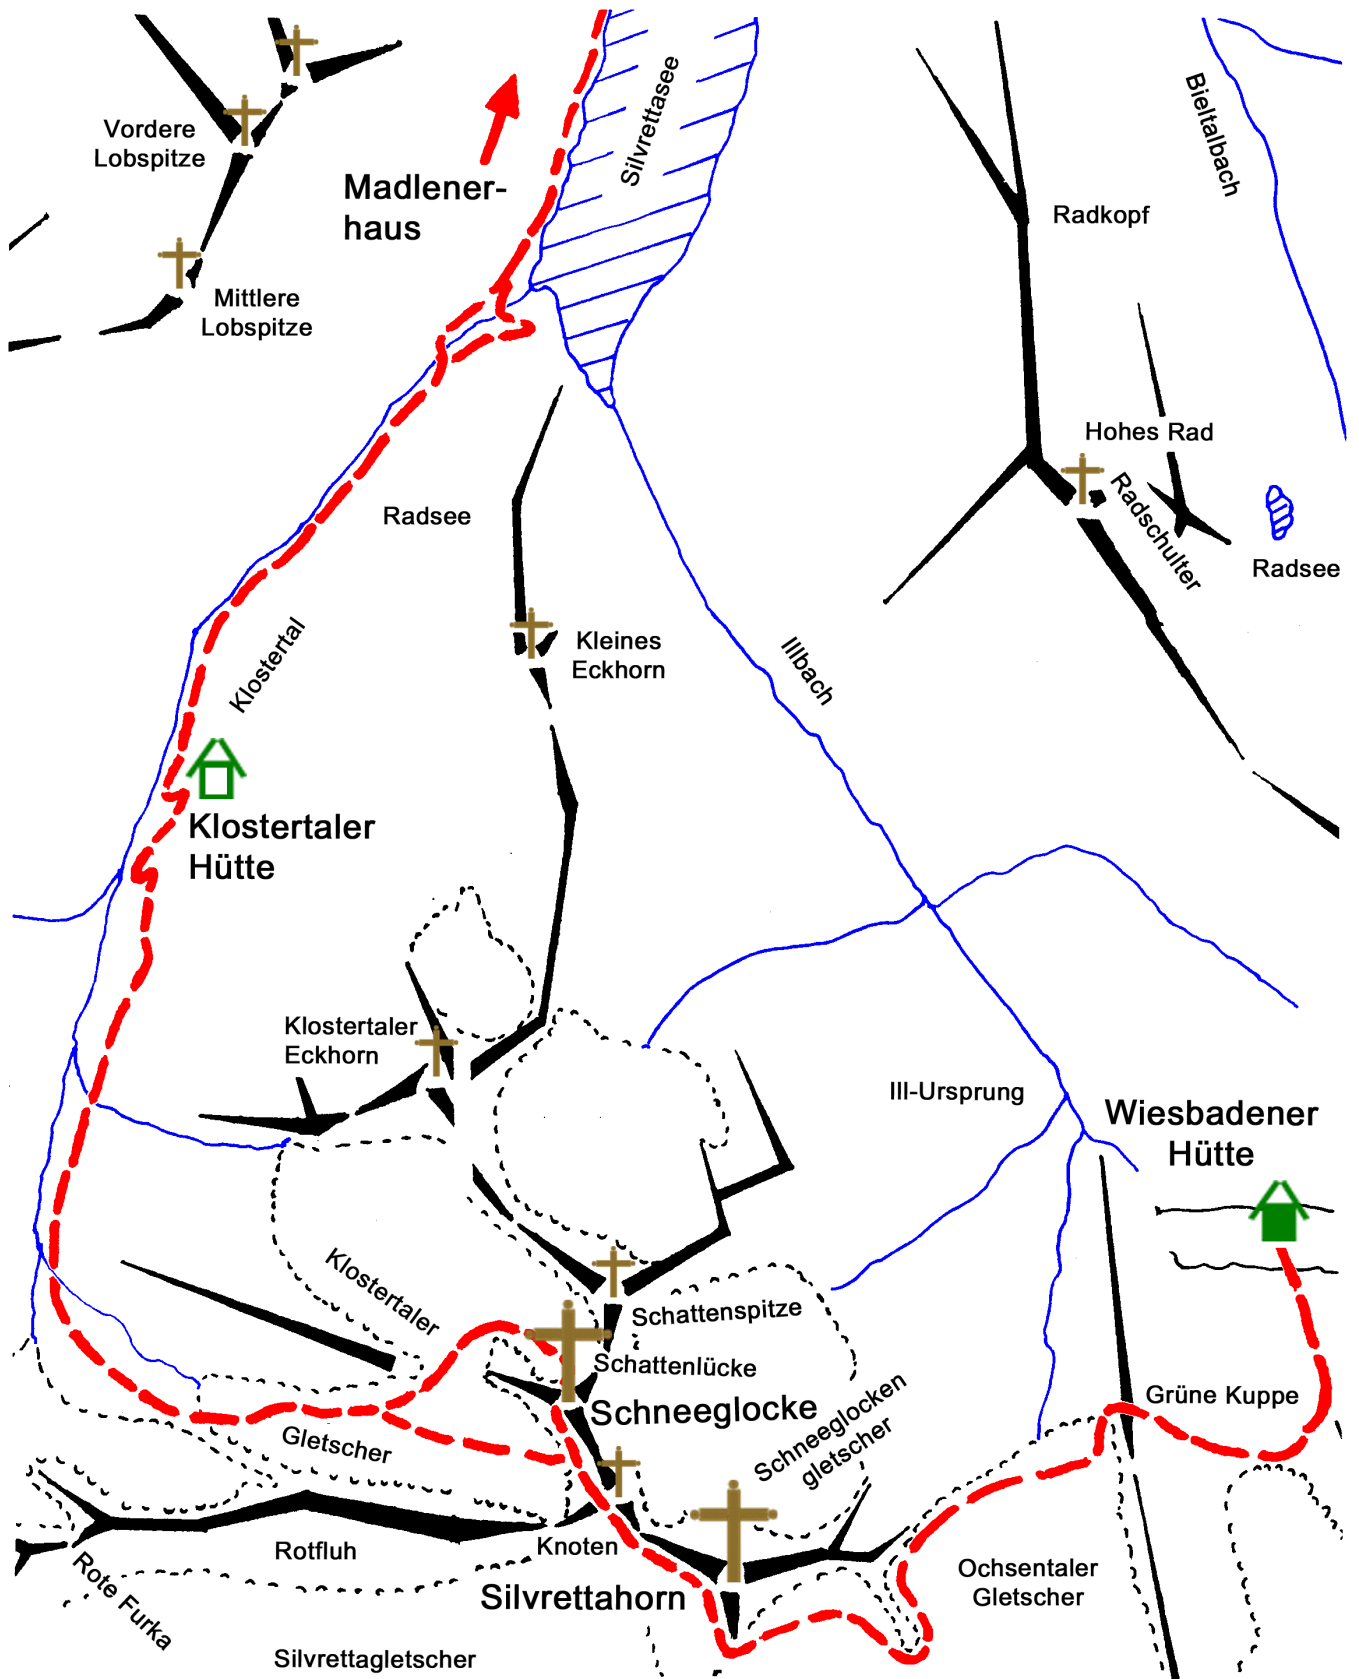 Silvrettasee
Bieltalbach
Vordere
Lobspitze
Madlener-
haus
Radkopf
Mittlere
Lobspitze
Hohes Rad
Radschulter
Radsee
Radsee
Klostertal
Kleines
Eckhorn
Illbach
Klostertaler
Hütte
Klostertaler
Eckhorn
Ill-Ursprung
Wiesbadener
Hütte
Klostertaler
Schattenspitze
Schattenlücke
Schneeglocke
Grüne Kuppe
Gletscher
Schneeglocken
gletscher
Knoten
Rotfluh
Rote Furka
Silvrettahorn
Ochsentaler
Gletscher
Silvrettagletscher